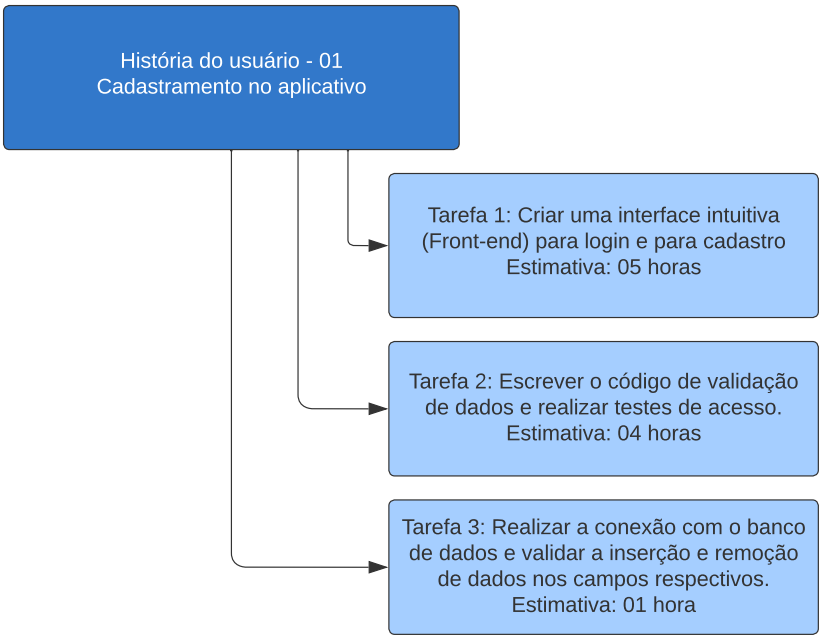 História do usuário - 01
Cadastramento no aplicativo
Tarefa 1: Criar uma interface intuitiva
(Front-end) para login e para cadastro
Estimativa: 05 horas
Tarefa 2: Escrever o código de validação
de dados e realizar testes de acesso.
Estimativa: 04 horas
Tarefa 3: Realizar a conexão com o banco
de dados e validar a inserção e remoção
de dados nos campos respectivos.
Estimativa: 01 hora